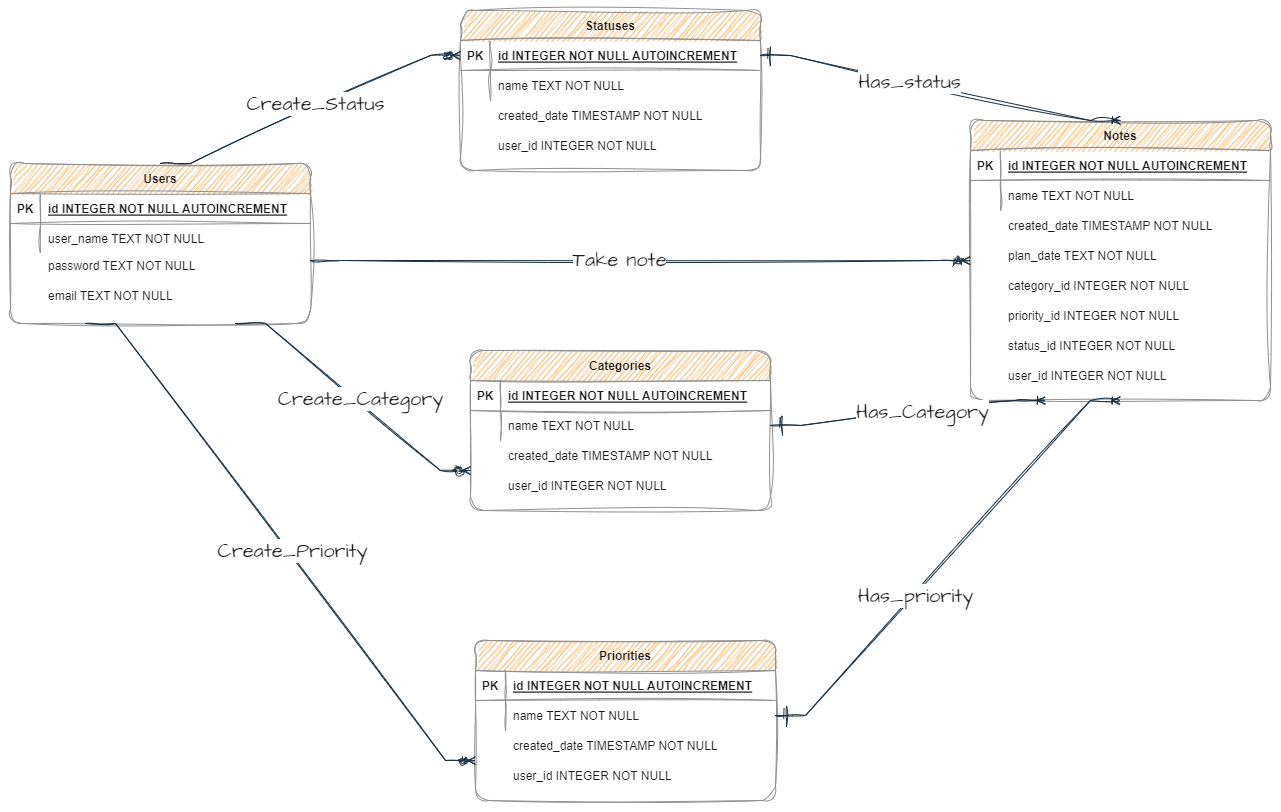 Statuses
PK id INTEGER NOT NULL AUTOINCREMENT
name TEXT NOT NULL
created_date TIMESTAMP NOT NULL
user_id INTEGER NOT NULL
Create_Status
Has_status
Users
PK id INTEGER NOT NULL AUTOINCREMENT
user_name TEXT NOT NULL
password TEXT NOT NULL
email TEXT NOT NULL
Take note
Notes
PK id INTEGER NOT NULL AUTOINCREMENT
name TEXT NOT NULL
created_date TIMESTAMP NOT NULL
plan_date TEXT NOT NULL
category_id INTEGER NOT NULL
priority_id INTEGER NOT NULL
status_id INTEGER NOT NULL
user_id INTEGER NOT NULL
Create_Category
Categories
PK id INTEGER NOT NULL AUTOINCREMENT
name TEXT NOT NULL
created_date TIMESTAMP NOT NULL
user_id INTEGER NOT NULL
Has_Category
Create_Priority
Has_priority
Priorities
PK id INTEGER NOT NULL AUTOINCREMENT
name TEXT NOT NULL
created_date TIMESTAMP NOT NULL
user_id INTEGER NOT NULL